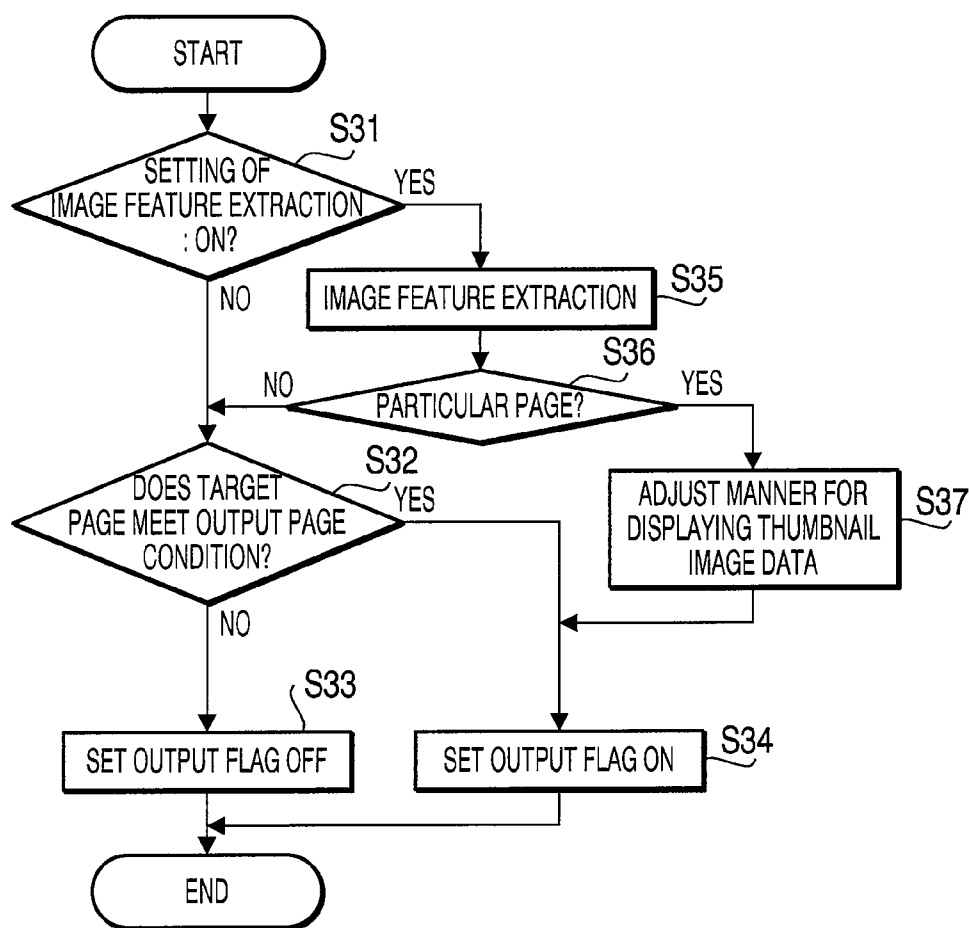 START
S31
SETTING OF
IMAGE FEATURE EXTRACTION
: ON?
YES
NO
IMAGE FEATURE EXTRACTION
S35
S36
NO
PARTICULAR PAGE?
YES
S32
DOES TARGET
PAGE MEET OUTPUT PAGE
CONDITION?
YES
NO
ADJUST MANNER FOR
DISPLAYING THUMBNAIL
IMAGE DATA
S37
S33
SET OUTPUT FLAG OFF
SET OUTPUT FLAG ON
S34
END